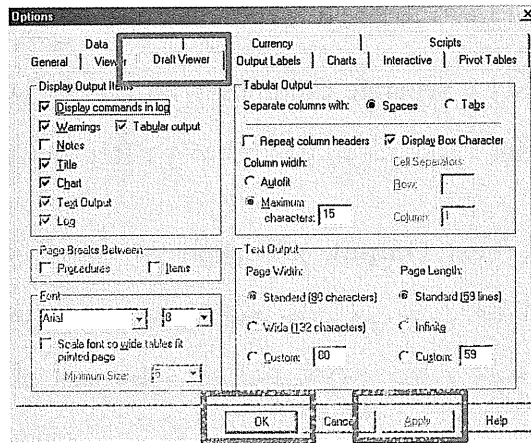 Options
Data Currency Scripts
General Viewer Draft Viewer Output Labels Charts Interactive Pivot Tables
Display Output Items
Display commands in log
Warnings Tabular output
Notes
Title
Chart
Text Output
Log
Page Breaks Between
Procedures Items
Font
Arial 8
Scale font so wide tables fit
printed page
Minimum Size: 5
Tabular Output
Separate columns with: Spaces Tabs
Repeat column headers Display Box Character
Column width: Cell Separators
Autofit Row:
Maximum
characters: 15 Column:
Text Output
Page Width: Page Length:
Standard (80 characters) Standard (59 lines)
Wide (132 characters) Infinite
Custom: 80 Custom: 59
OK Cancel Apply Help